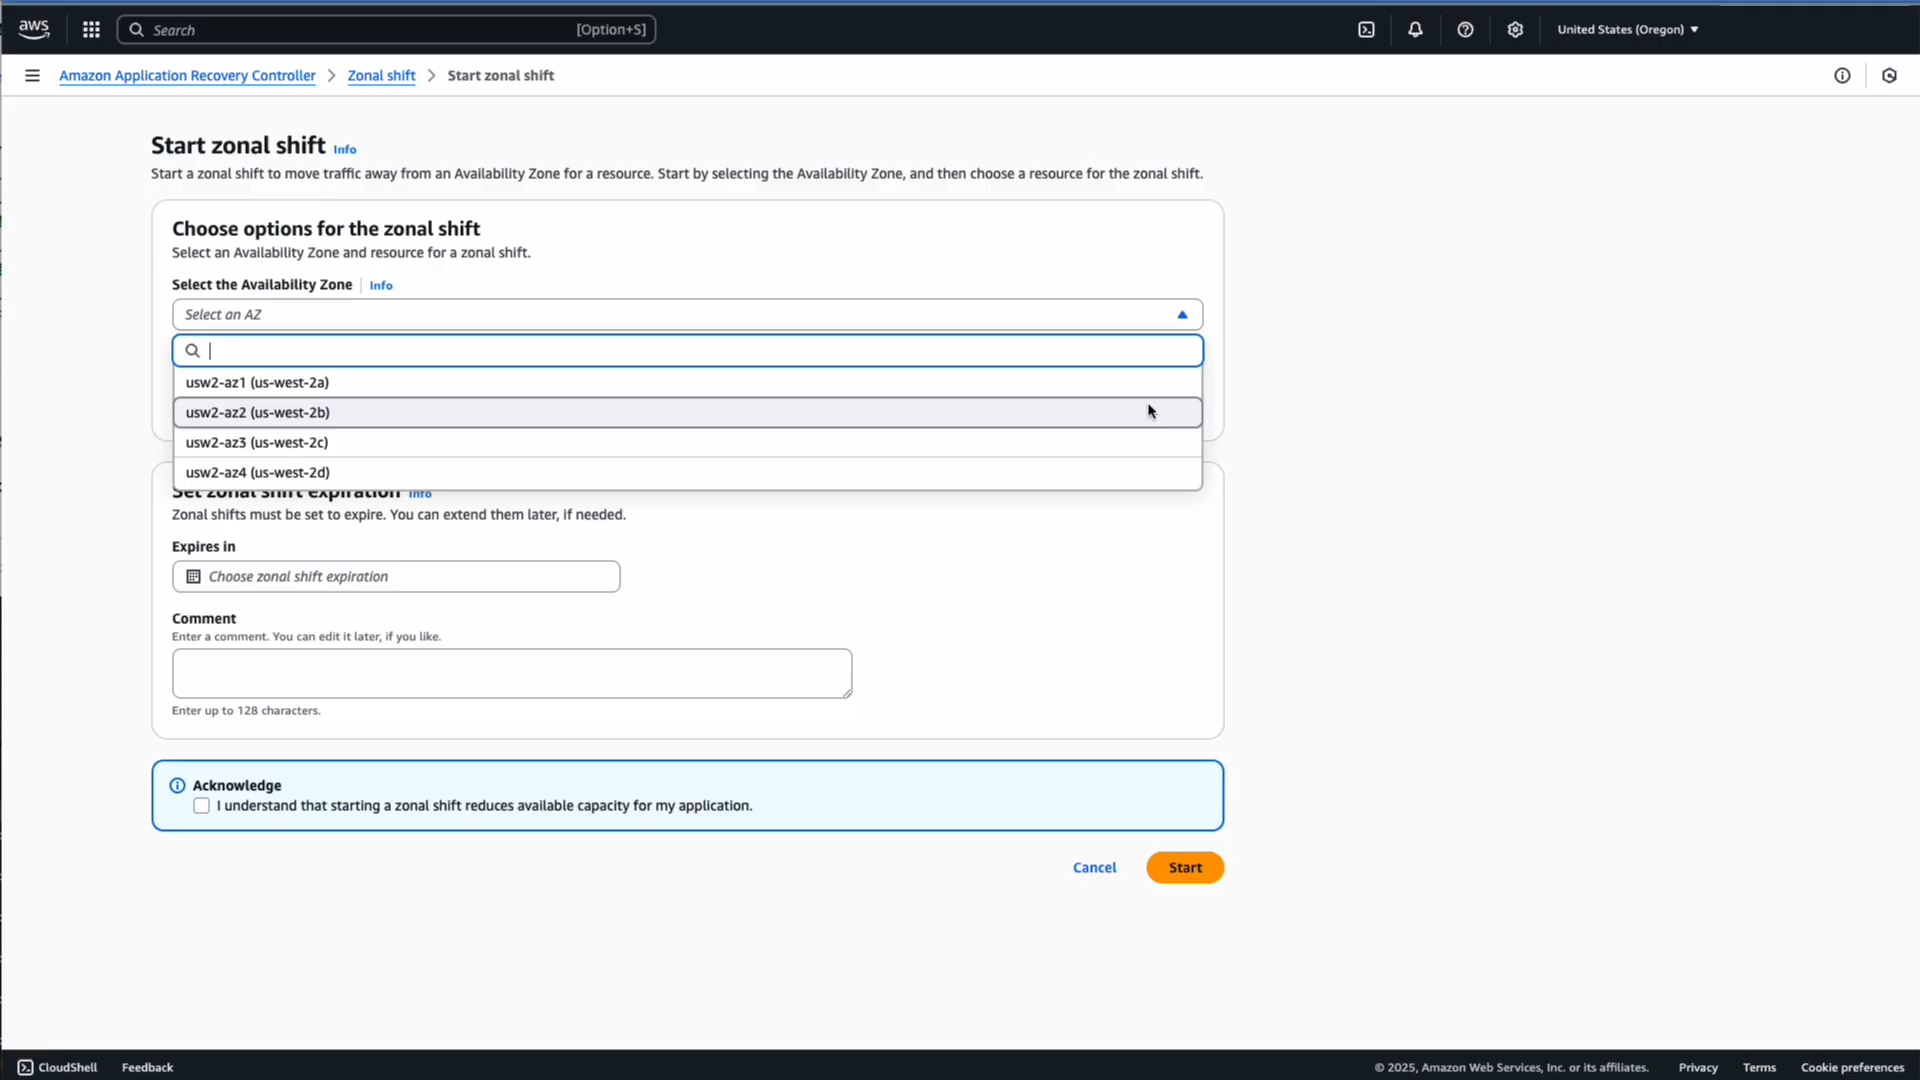 aws
Search [Option+S]
United States (Oregon)
Amazon Application Recovery Controller > Zonal shift > Start zonal shift
Start zonal shift Info
Start a zonal shift to move traffic away from an Availability Zone for a resource. Start by selecting the Availability Zone, and then choose a resource for the zonal shift.
Choose options for the zonal shift
Select an Availability Zone and resource for a zonal shift.
Select the Availability Zone Info
Select an AZ
usw2-az1 (us-west-2a)
usw2-az2 (us-west-2b)
usw2-az3 (us-west-2c)
usw2-az4 (us-west-2d)
Set zonal shift expiration Info
Zonal shifts must be set to expire. You can extend them later, if needed.
Expires in
Choose zonal shift expiration
Comment
Enter a comment. You can edit it later, if you like.
Enter up to 128 characters.
Acknowledge
I understand that starting a zonal shift reduces available capacity for my application.
Cancel Start
CloudShell Feedback © 2025, Amazon Web Services, Inc. or its affiliates. Privacy Terms Cookie preferences